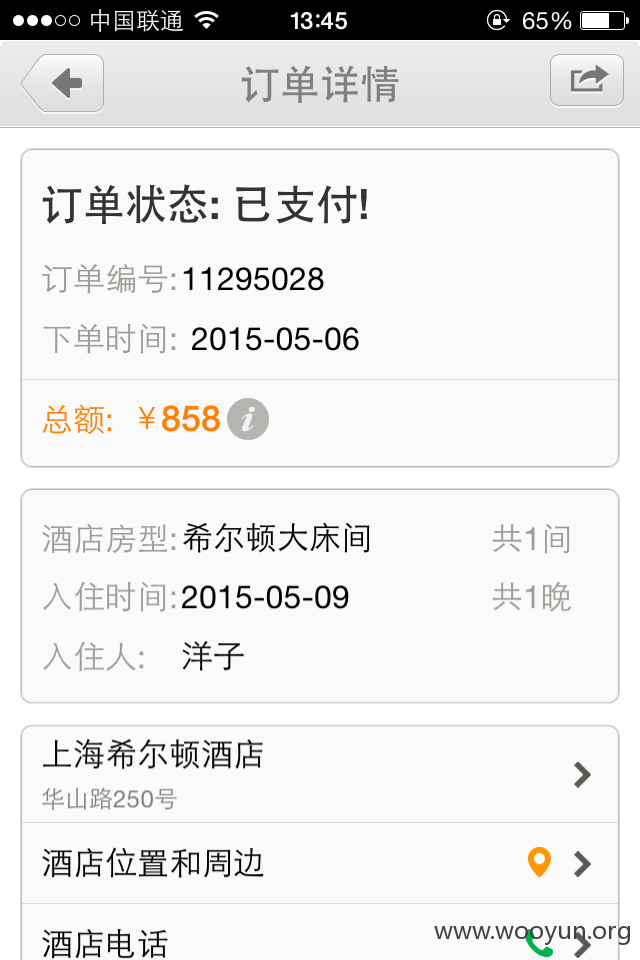 中国联通 13:45 65%
订单详情
订单状态: 已支付!
订单编号:11295028
下单时间: 2015-05-06
总额: ¥858 i
酒店房型:希尔顿大床间 共1间
入住时间:2015-05-09 共1晚
入住人: 洋子
上海希尔顿酒店
华山路250号
酒店位置和周边
酒店电话
www.wooyun.org